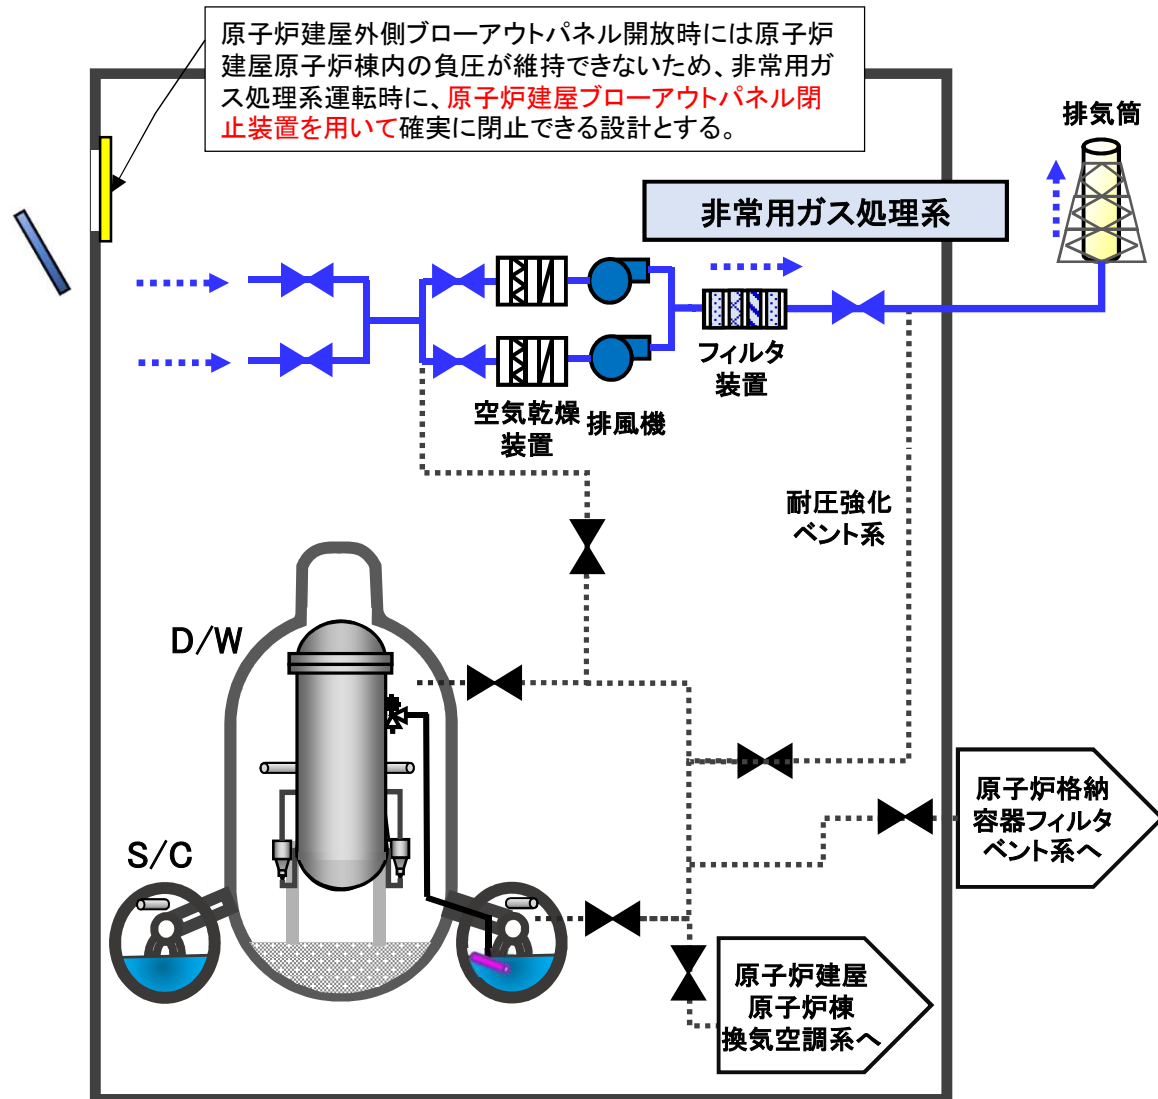 原子炉建屋外側ブローアウトパネル開放時には原子炉
建屋原子炉棟内の負圧が維持できないため、非常用ガ
ス処理系運転時に、原子炉建屋ブローアウトパネル閉
止装置を用いて確実に閉止できる設計とする。
排気筒
非常用ガス処理系
フィルタ
装置
空気乾燥
装置
排風機
耐圧強化
ベント系
D/W
S/C
原子炉格納
容器フィルタ
ベント系へ
原子炉建屋
原子炉棟
換気空調系へ